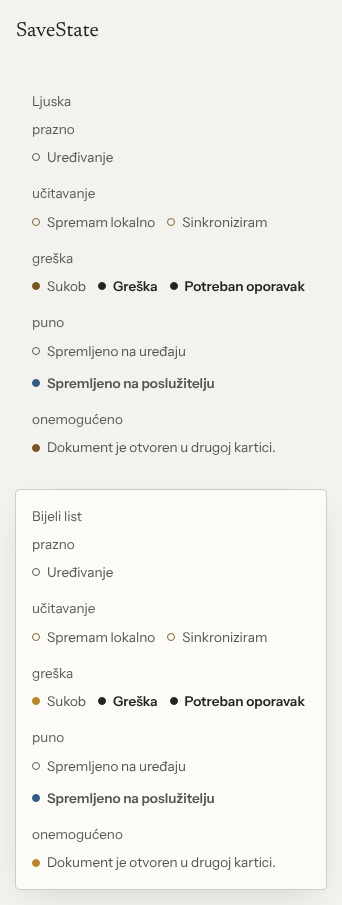 SaveState
Ljuska
prazno
Uređivanje
učitavanje
Spremam lokalno Sinkroniziram
greška
Sukob Greška Potreban oporavak
puno
Spremljeno na uređaju
Spremljeno na poslužitelju
onemogućeno
Dokument je otvoren u drugoj kartici.
Bijeli list
prazno
Uređivanje
učitavanje
Spremam lokalno Sinkroniziram
greška
Sukob Greška Potreban oporavak
puno
Spremljeno na uređaju
Spremljeno na poslužitelju
onemogućeno
Dokument je otvoren u drugoj kartici.